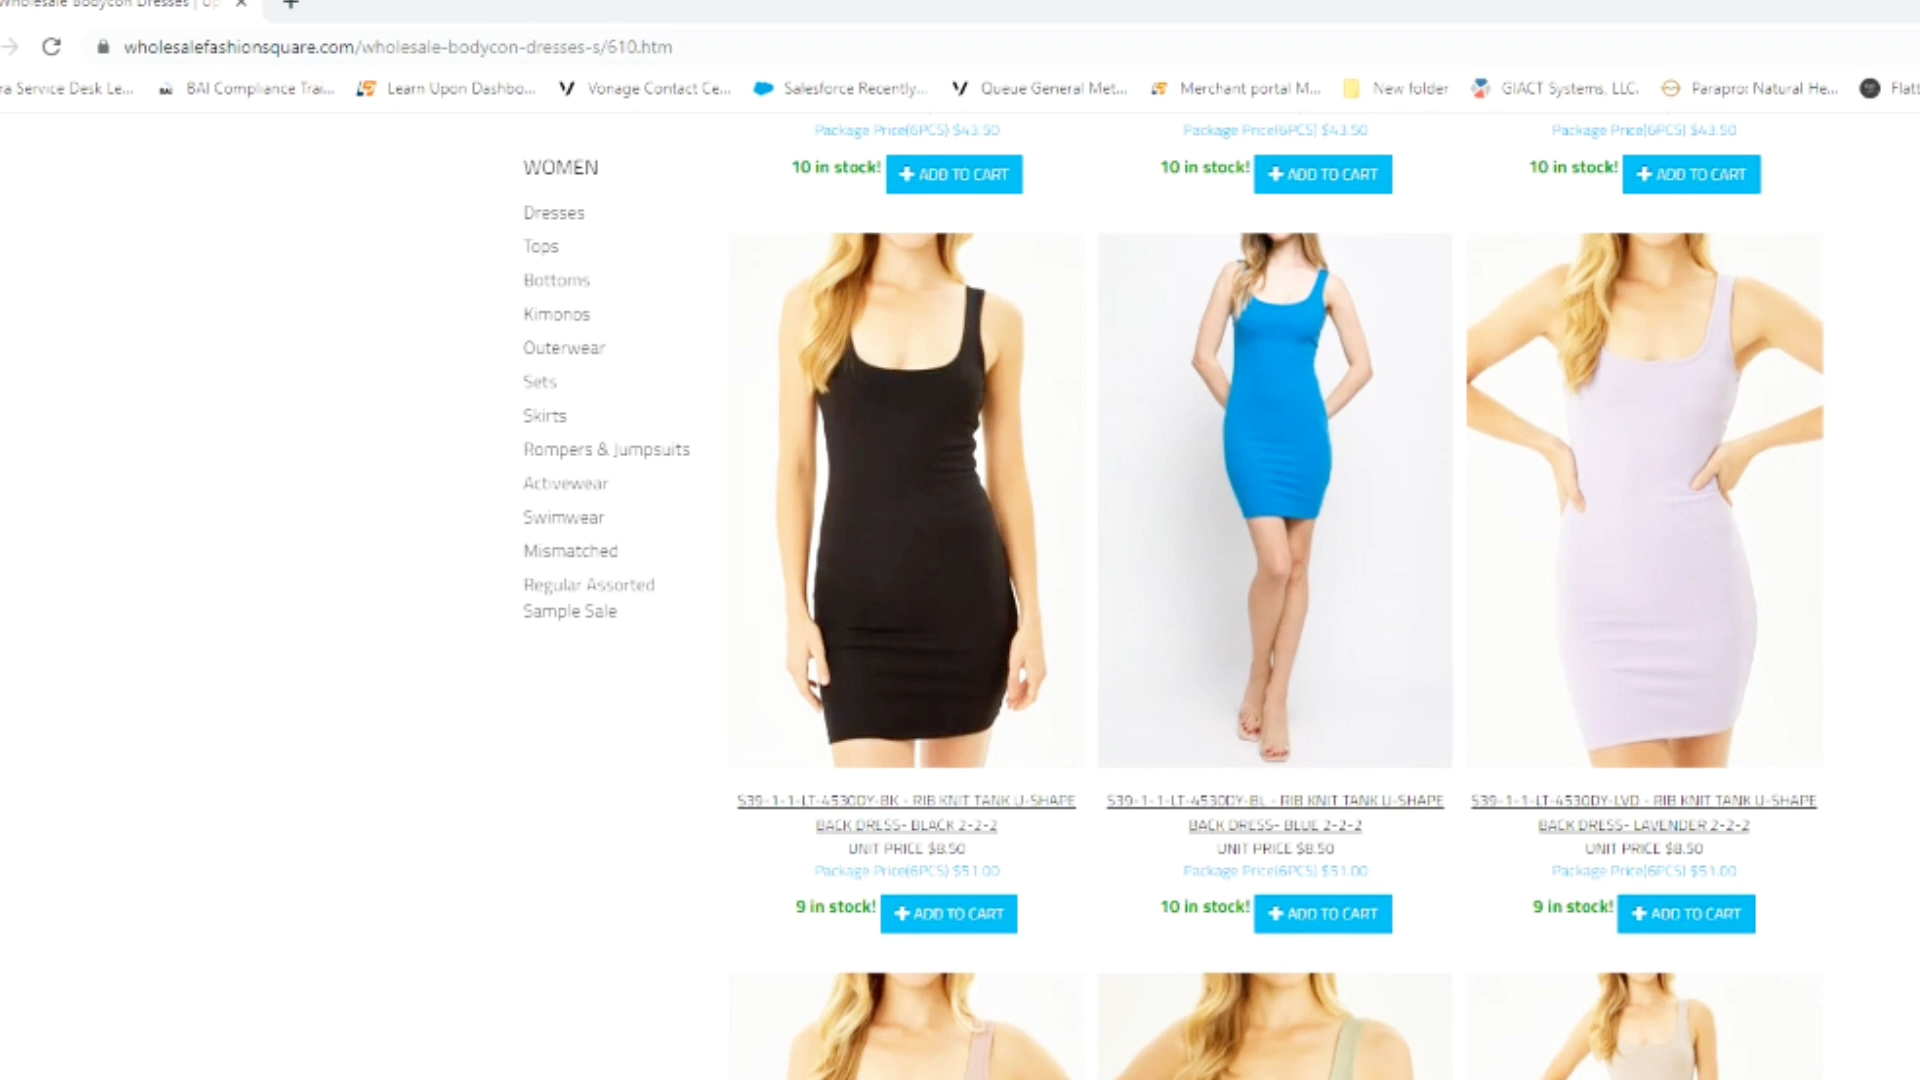 Wholesale Bodycon Dresses | Up
wholesalefashionsquare.com/wholesale-bodycon-dresses-s/610.htm
ra Service Desk Le... BAI Compliance Trai... Learn Upon Dashbo... Vonage Contact Ce... Salesforce Recently... Queue General Met... Merchant portal M... New folder GIACT Systems, LLC. Parapro: Natural He... Flatt
Package Price(6PCS) $43.50 Package Price(6PCS) $43.50 Package Price(6PCS) $43.50
10 in stock! ADD TO CART 10 in stock! ADD TO CART 10 in stock! ADD TO CART
WOMEN
Dresses
Tops
Bottoms
Kimonos
Outerwear
Sets
Skirts
Rompers & Jumpsuits
Activewear
Swimwear
Mismatched
Regular Assorted
Sample Sale
S39-1-1-LT-4530DY-BK - RIB KNIT TANK U-SHAPE
BACK DRESS- BLACK 2-2-2
UNIT PRICE $8.50
Package Price(6PCS) $51.00
9 in stock! ADD TO CART
S39-1-1-LT-4530DY-BL - RIB KNIT TANK U-SHAPE
BACK DRESS- BLUE 2-2-2
UNIT PRICE $8.50
Package Price(6PCS) $51.00
10 in stock! ADD TO CART
S39-1-1-LT-4530DY-LVD - RIB KNIT TANK U-SHAPE
BACK DRESS- LAVENDER 2-2-2
UNIT PRICE $8.50
Package Price(6PCS) $51.00
9 in stock! ADD TO CART